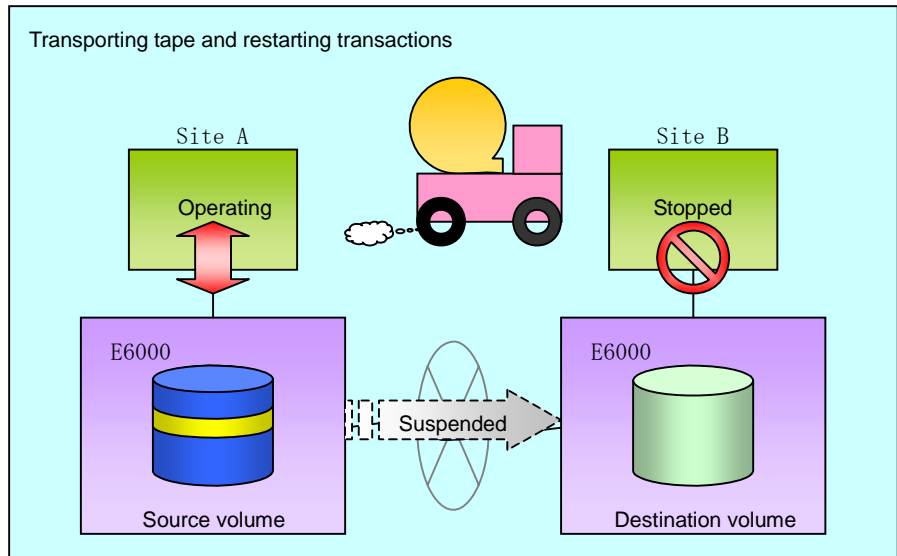 Transporting tape and restarting transactions
Site A
Site B
Operating
Stopped
E6000
E6000
Suspended
Source volume
Destination volume